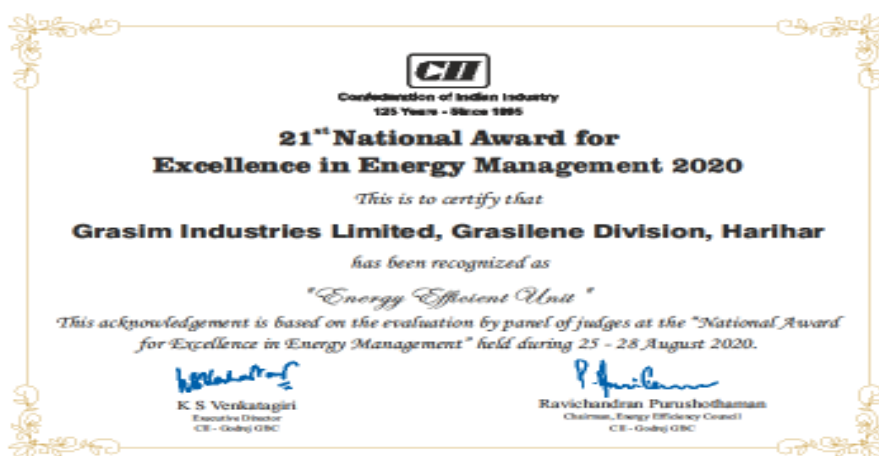 CII
Confederation of Indian Industry
125 Years - Since 1895
21st National Award for
Excellence in Energy Management 2020
This is to certify that
Grasim Industries Limited, Grasilene Division, Harihar
has been recognized as
"Energy Efficient Unit "
This acknowledgement is based on the evaluation by panel of judges at the "National Award
for Excellence in Energy Management" held during 25 - 28 August 2020.
K S Venkatagiri
Executive Director
CII - Godrej GBC
Ravichandran Purushothaman
Chairman, Energy Efficiency Council
CII - Godrej GBC